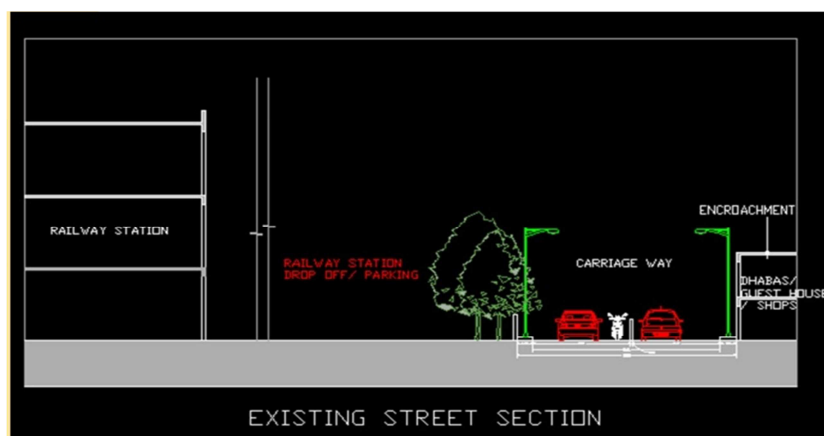 ENCROACHMENT
RAILWAY STATION
RAILWAY STATION
DROP OFF/ PARKING
CARRIAGE WAY
DHABAS/
GUEST HOUSE
/ SHOPS
EXISTING STREET SECTION